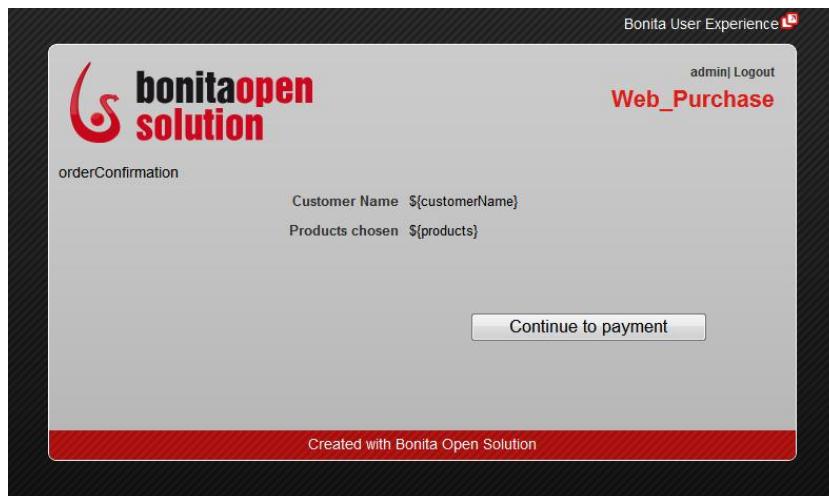 Bonita User Experience
admin| Logout
bonitaopen
solution
Web_Purchase
orderConfirmation
Customer Name ${customerName}
Products chosen ${products}
Continue to payment
Created with Bonita Open Solution